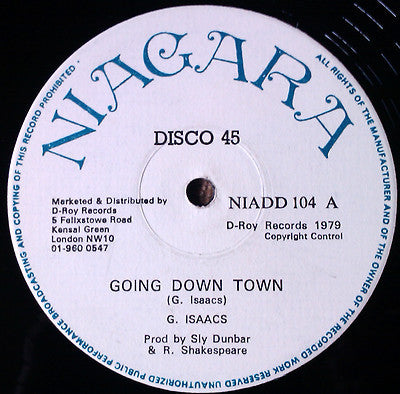 NIAGARA
DISCO 45
Marketed & Distributed by
D-Roy Records
5 Felixstowe Road
Kensal Green
London NW10
01-960 0547
NIADD 104 A
D-Roy Records 1979
Copyright Control
GOING DOWN TOWN
(G. Isaacs)
G. ISAACS
Prod by Sly Dunbar
& R. Shakespeare
ALL RIGHTS OF THE MANUFACTURER AND OF THE OWNER OF THE RECORDED WORK RESERVED UNAUTHORIZED PUBLIC PERFORMANCE BROADCASTING AND COPYING OF THIS RECORD PROHIBITED